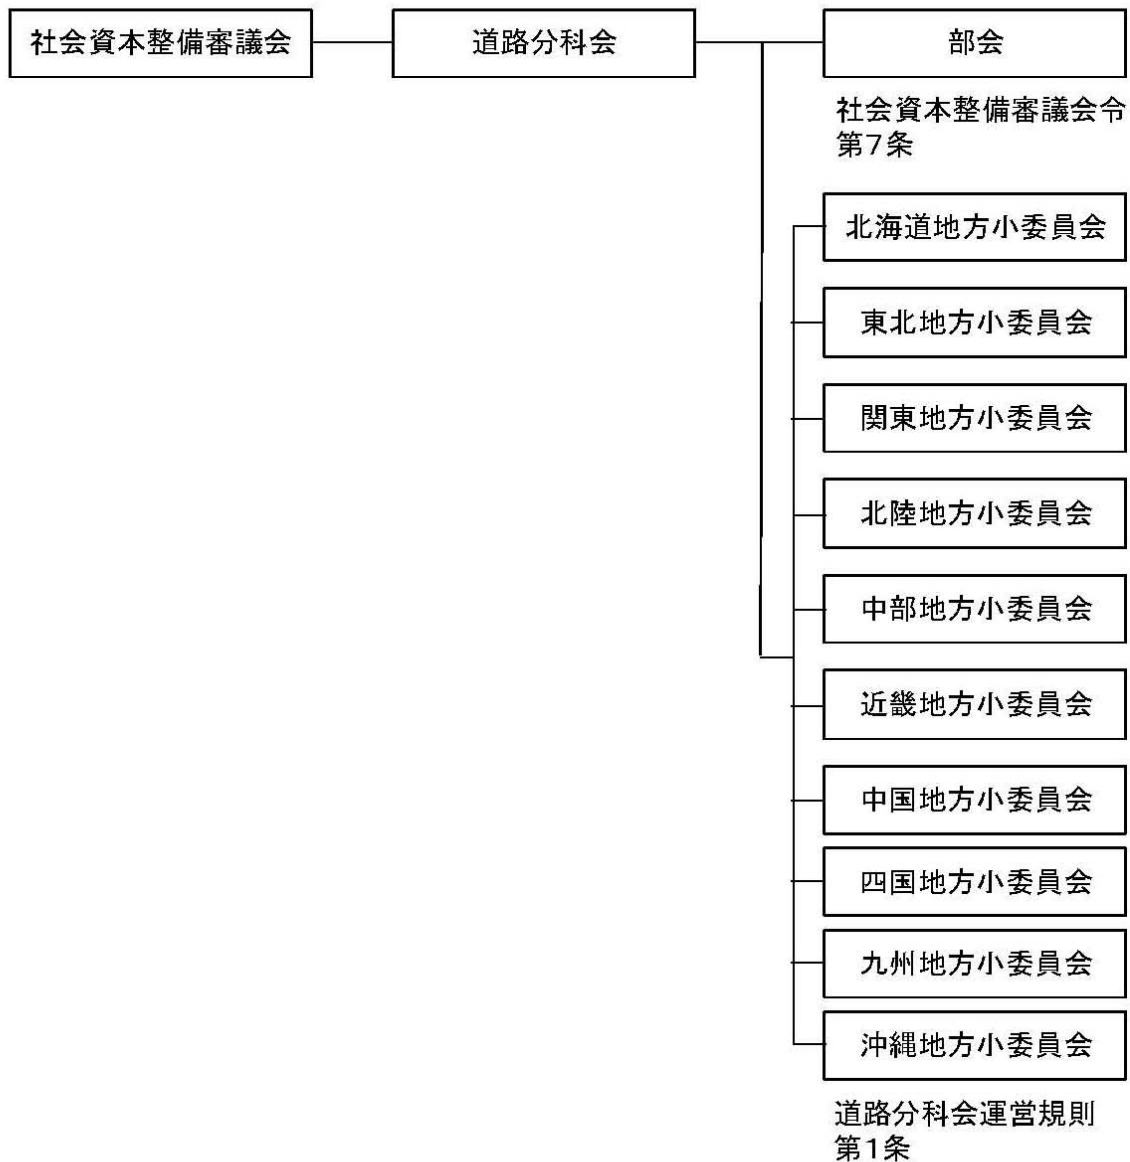 社会資本整備審議会
道路分科会
部会
社会資本整備審議会令
第7条
北海道地方小委員会
東北地方小委員会
関東地方小委員会
北陸地方小委員会
中部地方小委員会
近畿地方小委員会
中国地方小委員会
四国地方小委員会
九州地方小委員会
沖縄地方小委員会
道路分科会運営規則
第1条